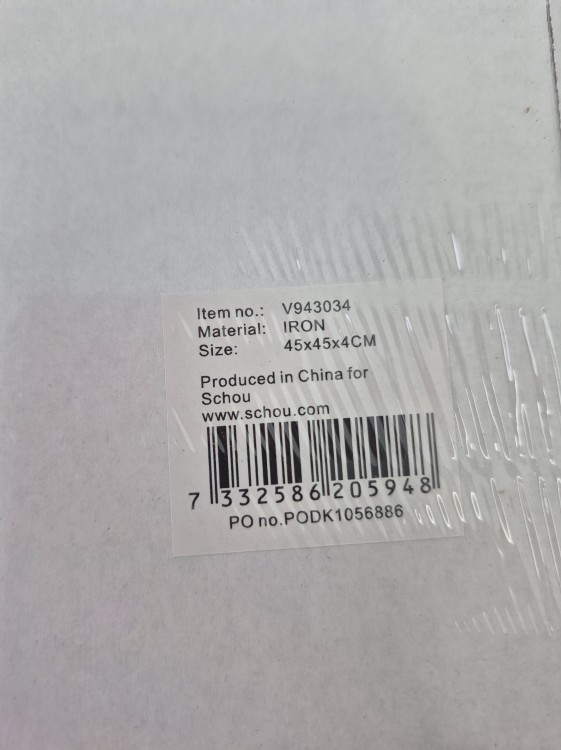 Item no.: V943034
Material: IRON
Size: 45x45x4CM
Produced in China for
Schou
www.schou.com
7 332586 205948
PO no.PODK1056886